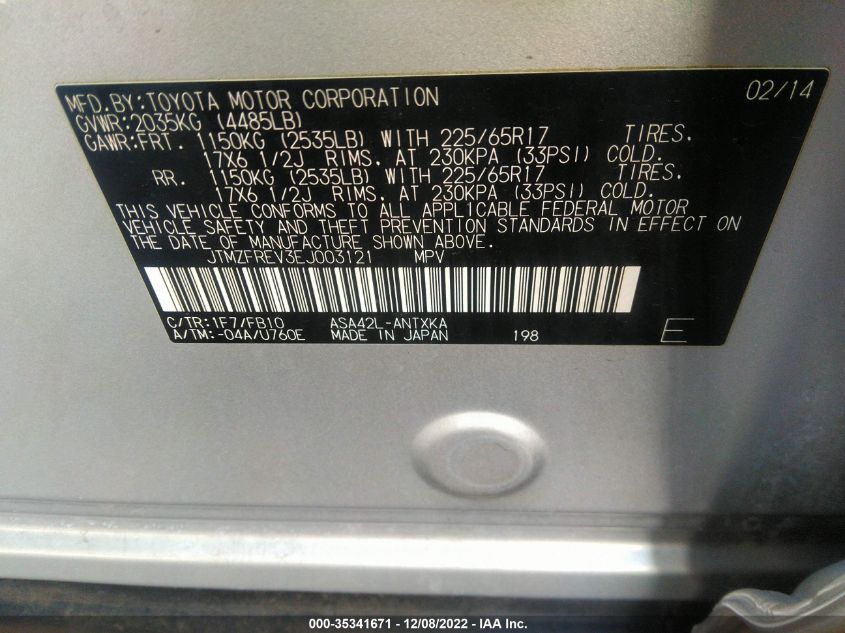 MFD.BY:TOYOTA MOTOR CORPORATION 02/14
GVWR:2035KG (4485LB)
GAWR:FRT. 1150KG (2535LB) WITH 225/65R17 TIRES.
17X6 1/2J RIMS. AT 230KPA (33PSI) COLD.
RR. 1150KG (2535LB) WITH 225/65R17 TIRES.
17X6 1/2J RIMS. AT 230KPA (33PSI) COLD.
THIS VEHICLE CONFORMS TO ALL APPLICABLE FEDERAL MOTOR
VEHICLE SAFETY AND THEFT PREVENTION STANDARDS IN EFFECT ON
THE DATE OF MANUFACTURE SHOWN ABOVE.
JTMZFREV3EJ003121 MPV
C/TR:1F7/FB10 ASA42L-ANTXKA
A/TM:-04A/U760E MADE IN JAPAN 198 E
000-35341671 - 12/08/2022 - IAA Inc.